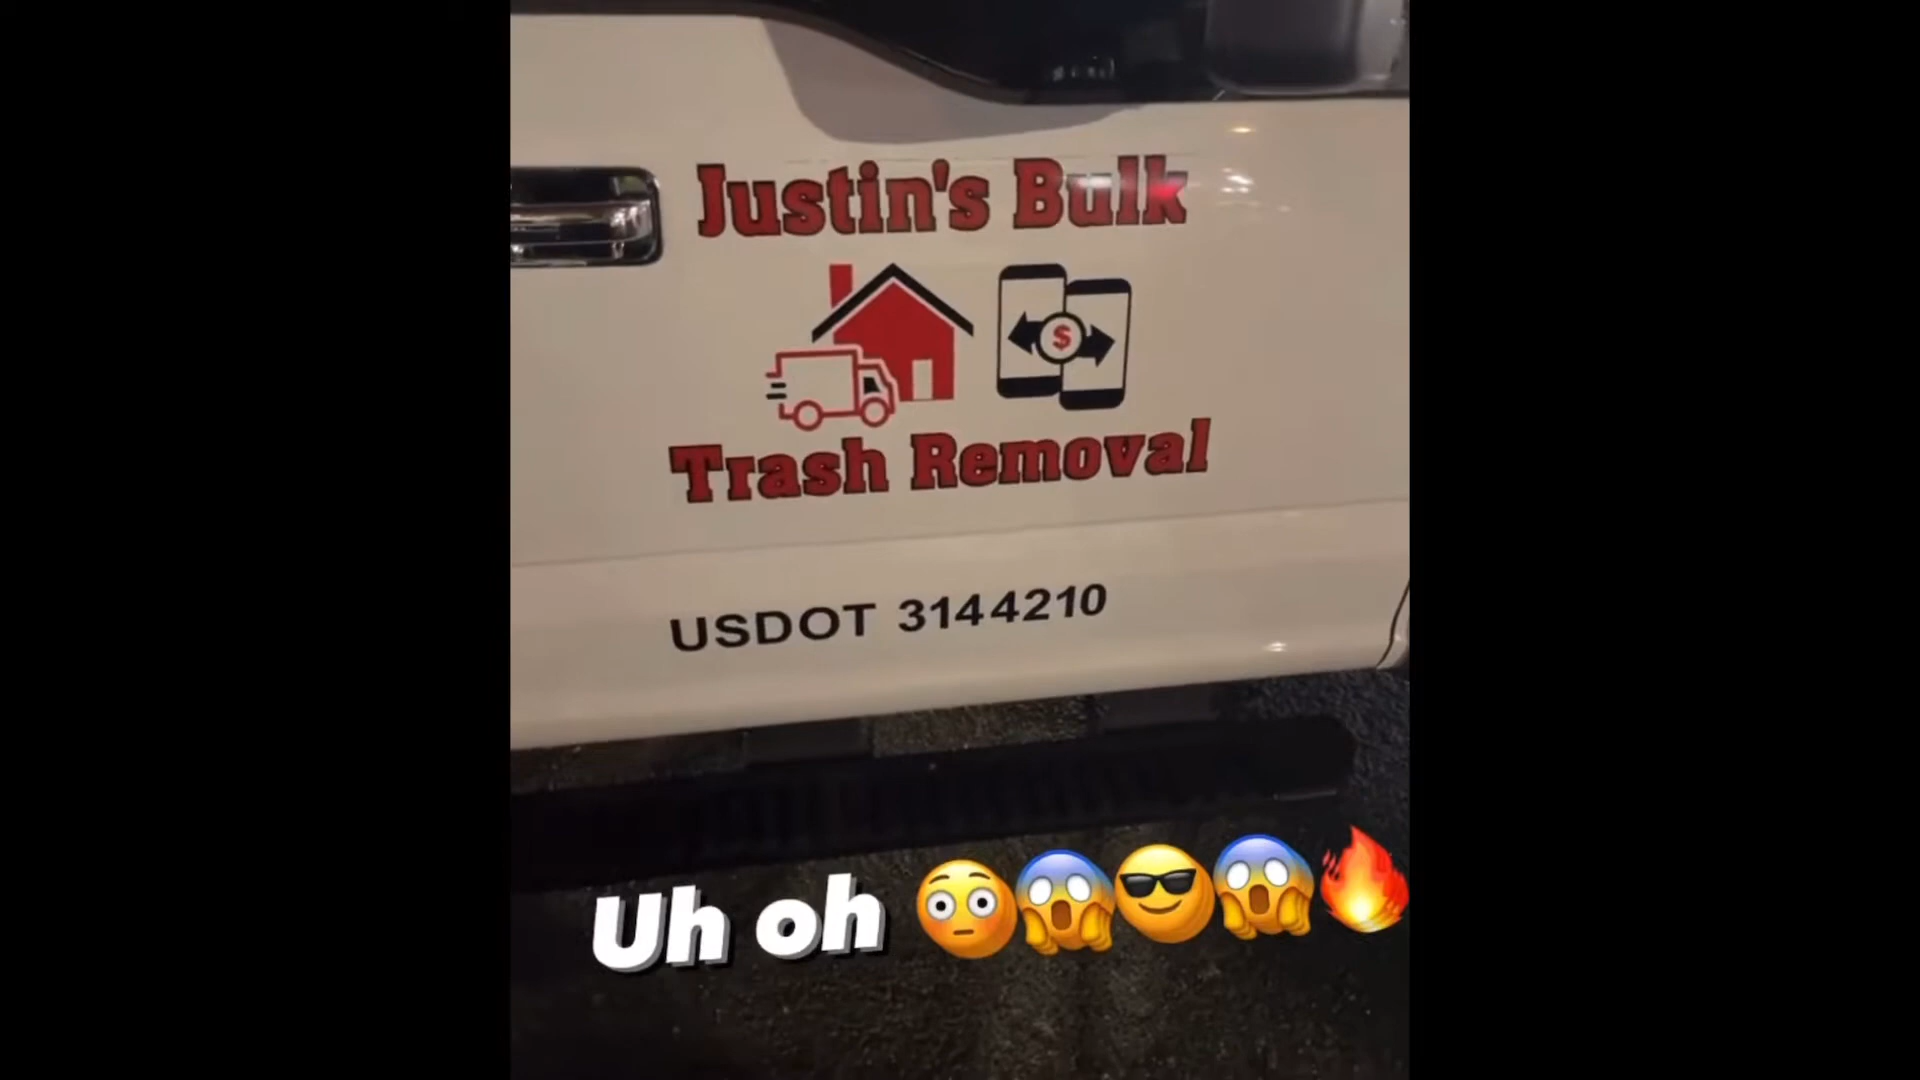 Justin's Bulk
$
Trash Removal
USDOT 3144210
Uh oh 😳😱😎😱🔥